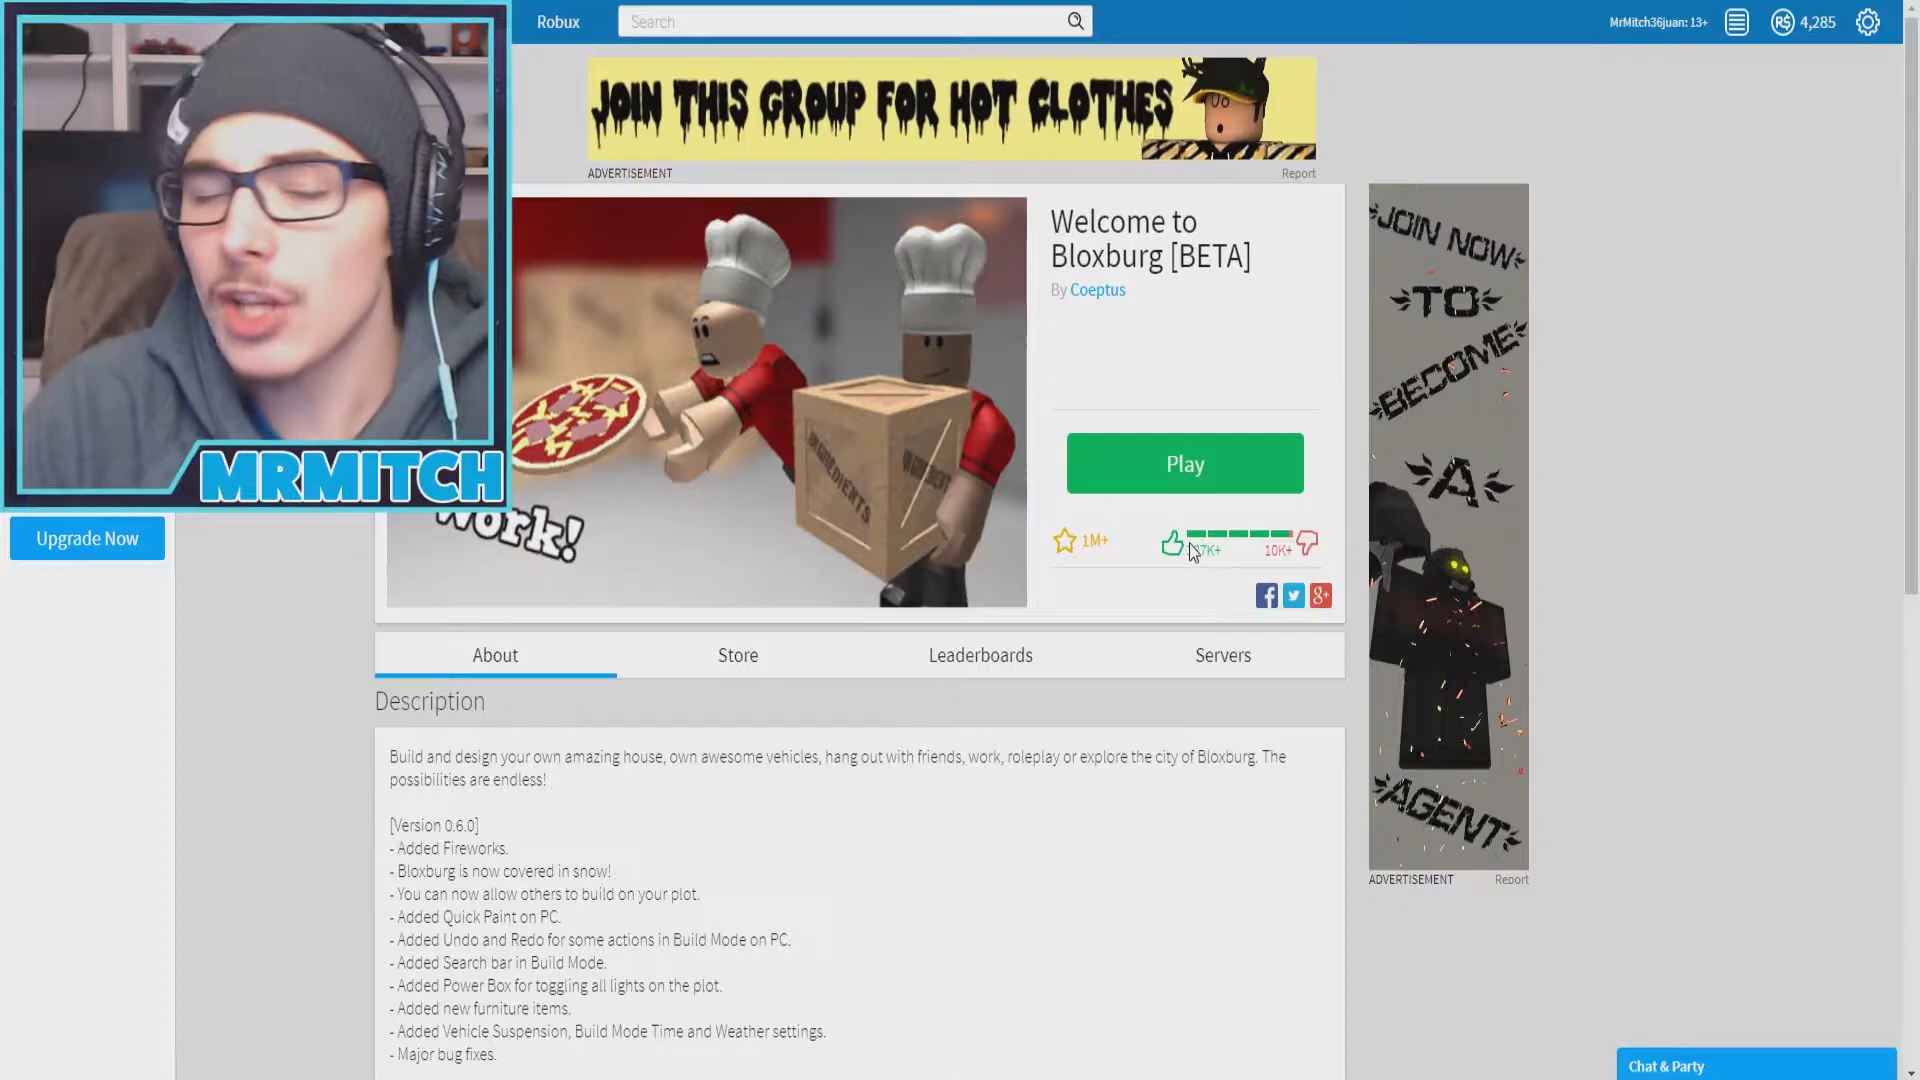 Robux
Search
MrMitch36juan: 13+
R$ 4,285
JOIN THIS GROUP FOR HOT CLOTHES
ADVERTISEMENT
Report
Welcome to
Bloxburg [BETA]
By Coeptus
INGREDIENTS
INGREDIENTS
Work!
MRMITCH
Upgrade Now
Play
1M+
10K+
About
Store
Leaderboards
Servers
Description
Build and design your own amazing house, own awesome vehicles, hang out with friends, work, roleplay or explore the city of Bloxburg. The
possibilities are endless!
[Version 0.6.0]
- Added Fireworks.
- Bloxburg is now covered in snow!
- You can now allow others to build on your plot.
- Added Quick Paint on PC.
- Added Undo and Redo for some actions in Build Mode on PC.
- Added Search bar in Build Mode.
- Added Power Box for toggling all lights on the plot.
- Added new furniture items.
- Added Vehicle Suspension, Build Mode Time and Weather settings.
- Major bug fixes.
JOIN NOW
TO
BECOME
A
AGENT
ADVERTISEMENT
Report
Chat & Party